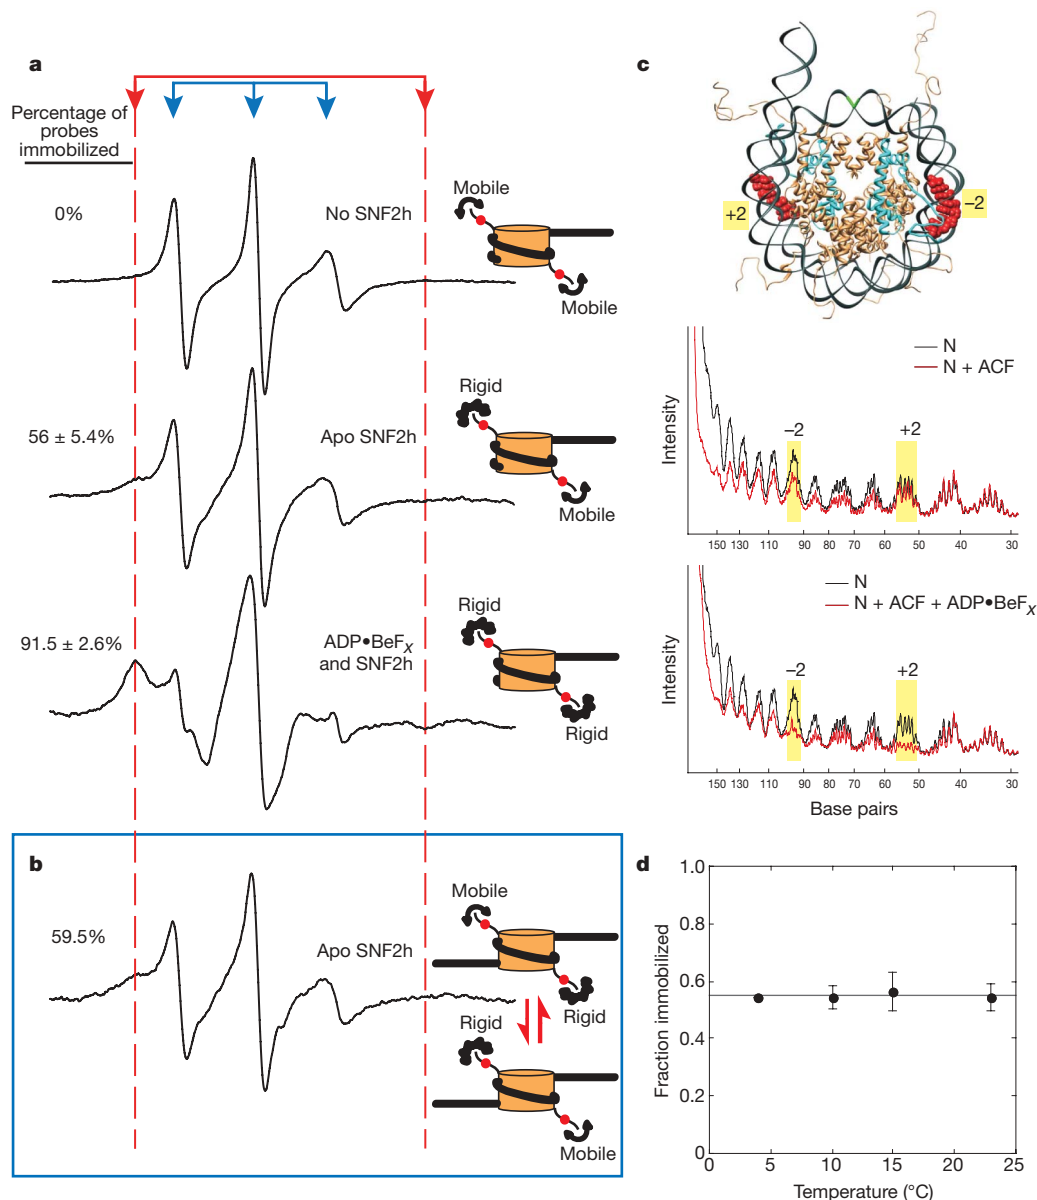 a
Percentage of
probes
immobilized
0%
No SNF2h
Mobile
Mobile
56 ± 5.4%
Apo SNF2h
Rigid
Mobile
91.5 ± 2.6%
ADP•BeFx
and SNF2h
Rigid
Rigid
b
59.5%
Apo SNF2h
Mobile
Rigid
Rigid
Mobile
c
+2
–2
N
N + ACF
Intensity
–2
+2
150 130 110 90 80 70 60 50 40 30
N
N + ACF + ADP•BeFx
Intensity
–2
+2
150 130 110 90 80 70 60 50 40 30
Base pairs
d
Fraction immobilized
1.0
0.8
0.6
0.4
0.2
0
0 5 10 15 20 25
Temperature (°C)